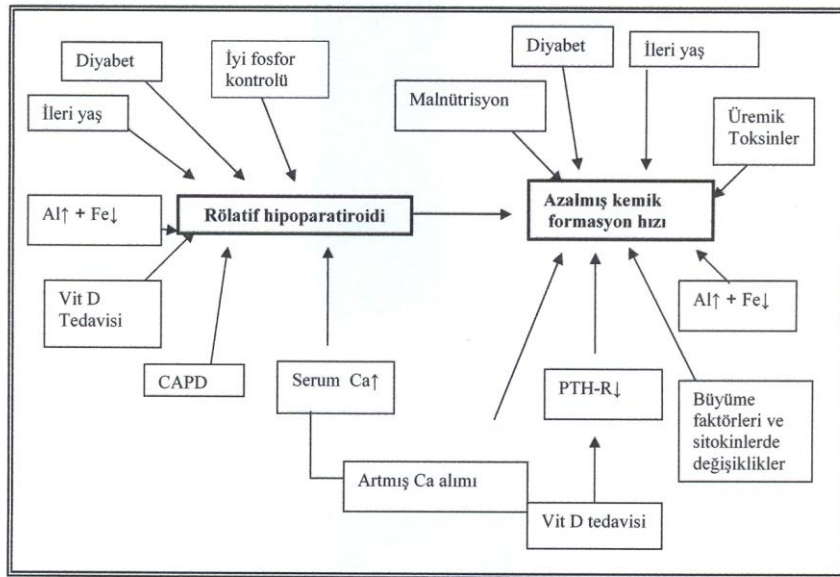 Diyabet
İyi fosfor
kontrolü
İleri yaş
Diyabet
İleri yaş
Malnütrisyon
Üremik
Toksinler
Al↑ + Fe↓
Rölatif hipoparatiroidi
Azalmış kemik
formasyon hızı
Vit D
Tedavisi
CAPD
Serum Ca↑
PTH-R↓
Al↑ + Fe↓
Büyüme
faktörleri ve
sitokinlerde
değişiklikler
Artmış Ca alımı
Vit D tedavisi